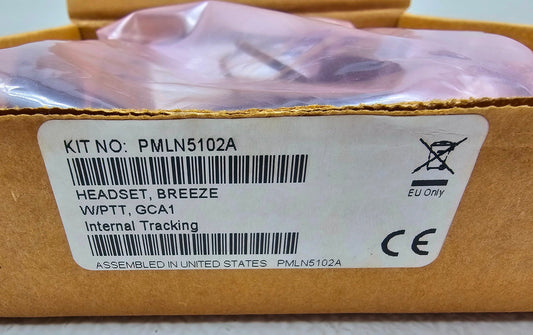 KIT NO: PMLN5102A
HEADSET, BREEZE
W/PTT, GCA1
Internal Tracking
EU Only
CE
ASSEMBLED IN UNITED STATES PMLN5102A